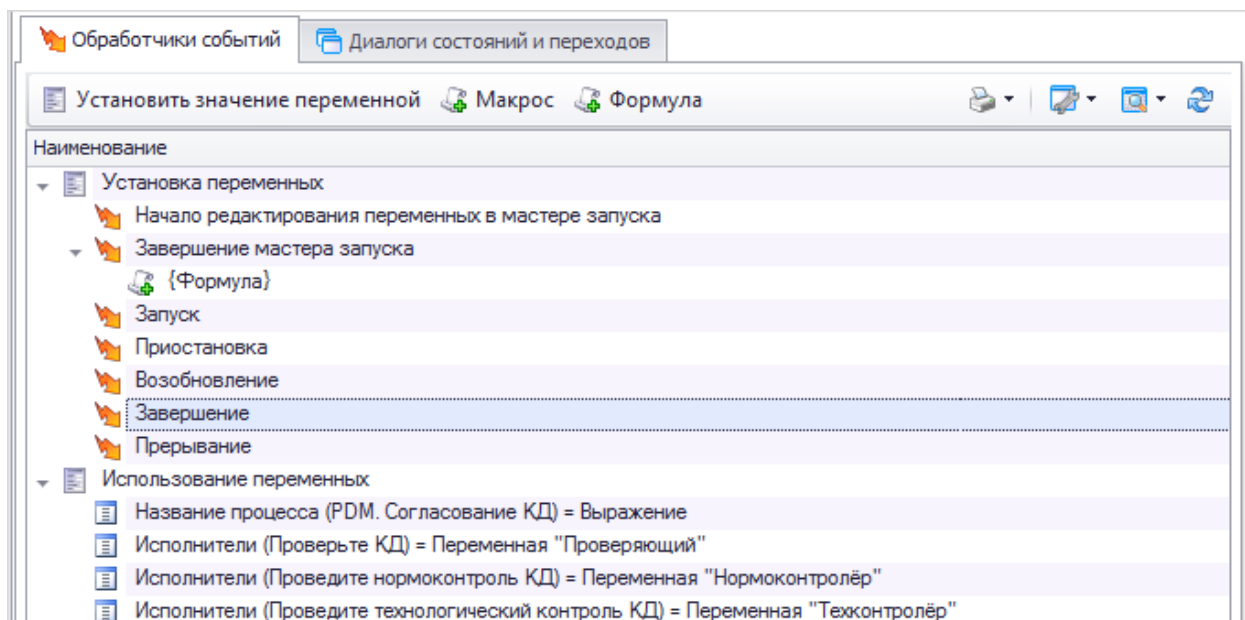 Обработчики событий Диалоги состояний и переходов
Установить значение переменной Макрос Формула
Наименование
Установка переменных
Начало редактирования переменных в мастере запуска
Завершение мастера запуска
{Формула}
Запуск
Приостановка
Возобновление
Завершение
Прерывание
Использование переменных
Название процесса (PDM. Согласование КД) = Выражение
Исполнители (Проверьте КД) = Переменная "Проверяющий"
Исполнители (Проведите нормоконтроль КД) = Переменная "Нормоконтролёр"
Исполнители (Проведите технологический контроль КД) = Переменная "Техконтролёр"